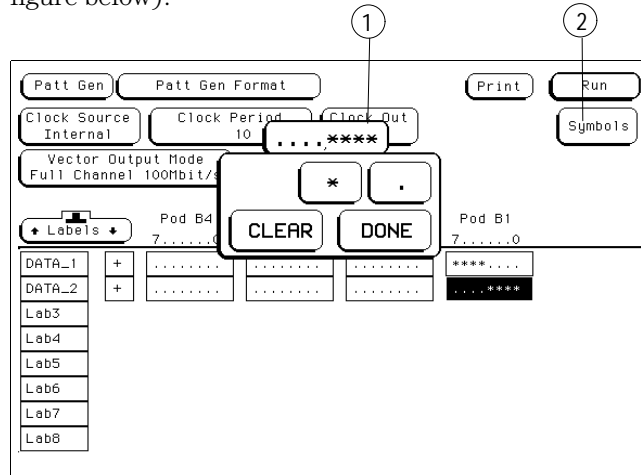 figure below).
1 2
Patt Gen Patt Gen Format Print Run
Clock Source Clock Period Clock Out Symbols
Internal 10 ....,****
Vector Output Mode
Full Channel 100Mbit/s * .
CLEAR DONE
Labels Pod B4 Pod B1
7......0 7......0
DATA_1 + ........ ........ ........ ****....
DATA_2 + ........ ........ ........ ....****
Lab3
Lab4
Lab5
Lab6
Lab7
Lab8